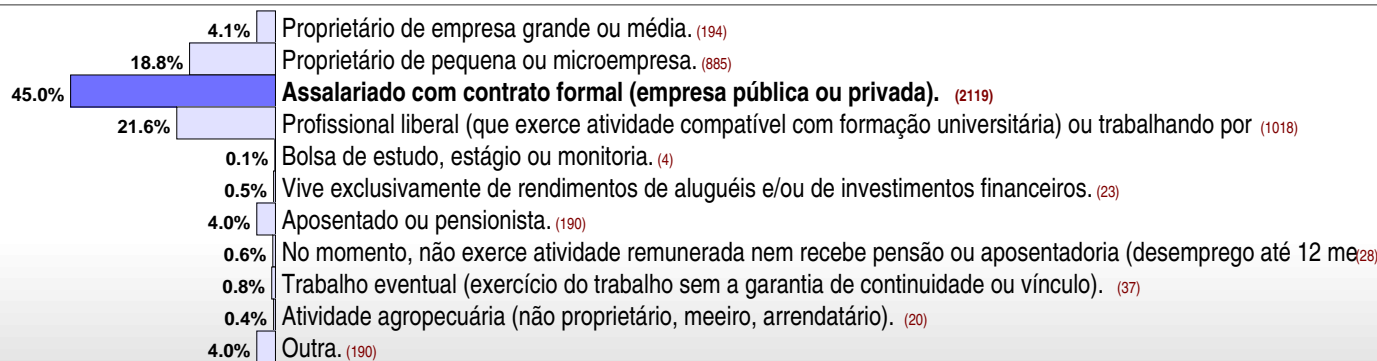 4.1% Proprietário de empresa grande ou média. (194)
18.8% Proprietário de pequena ou microempresa. (885)
45.0% Assalariado com contrato formal (empresa pública ou privada). (2119)
21.6% Profissional liberal (que exerce atividade compatível com formação universitária) ou trabalhando por (1018)
0.1% Bolsa de estudo, estágio ou monitoria. (4)
0.5% Vive exclusivamente de rendimentos de aluguéis e/ou de investimentos financeiros. (23)
4.0% Aposentado ou pensionista. (190)
0.6% No momento, não exerce atividade remunerada nem recebe pensão ou aposentadoria (desemprego até 12 me(28)
0.8% Trabalho eventual (exercício do trabalho sem a garantia de continuidade ou vínculo). (37)
0.4% Atividade agropecuária (não proprietário, meeiro, arrendatário). (20)
4.0% Outra. (190)